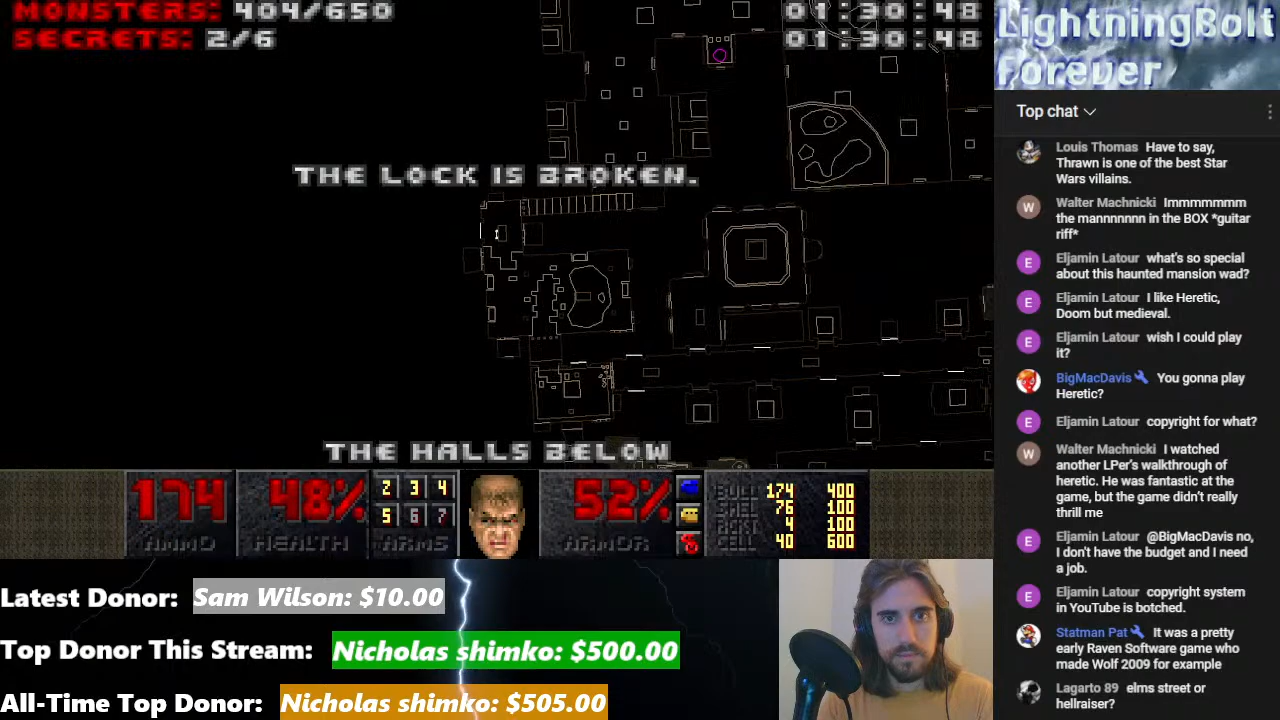 MONSTERS: 404/650
SECRETS: 2/6
01:30:48
01:30:48
THE LOCK IS BROKEN.
THE HALLS BELOW
174
AMMO
48%
HEALTH
2 3 4
5 6 7
ARMS
52%
ARMOR
BULL 174 400
SHEL 76 100
RCKT 4 100
CELL 40 600
Latest Donor: Sam Wilson: $10.00
Top Donor This Stream: Nicholas shimko: $500.00
All-Time Top Donor: Nicholas shimko: $505.00
LightningBolt
Forever
Top chat
Louis Thomas Have to say,
Thrawn is one of the best Star
Wars villains.
W
Walter Machnicki Immmmmmm
the mannnnnnn in the BOX *guitar
riff*
E
Eljamin Latour what's so special
about this haunted mansion wad?
E
Eljamin Latour I like Heretic,
Doom but medieval.
E
Eljamin Latour wish I could play
it?
BigMacDavis You gonna play
Heretic?
E
Eljamin Latour copyright for what?
W
Walter Machnicki I watched
another LPer's walkthrough of
heretic. He was fantastic at the
game, but the game didn't really
thrill me
E
Eljamin Latour @BigMacDavis no,
I don't have the budget and I need
a job.
E
Eljamin Latour copyright system
in YouTube is botched.
Statman Pat It was a pretty
early Raven Software game who
made Wolf 2009 for example
Lagarto 89 elms street or
hellraiser?